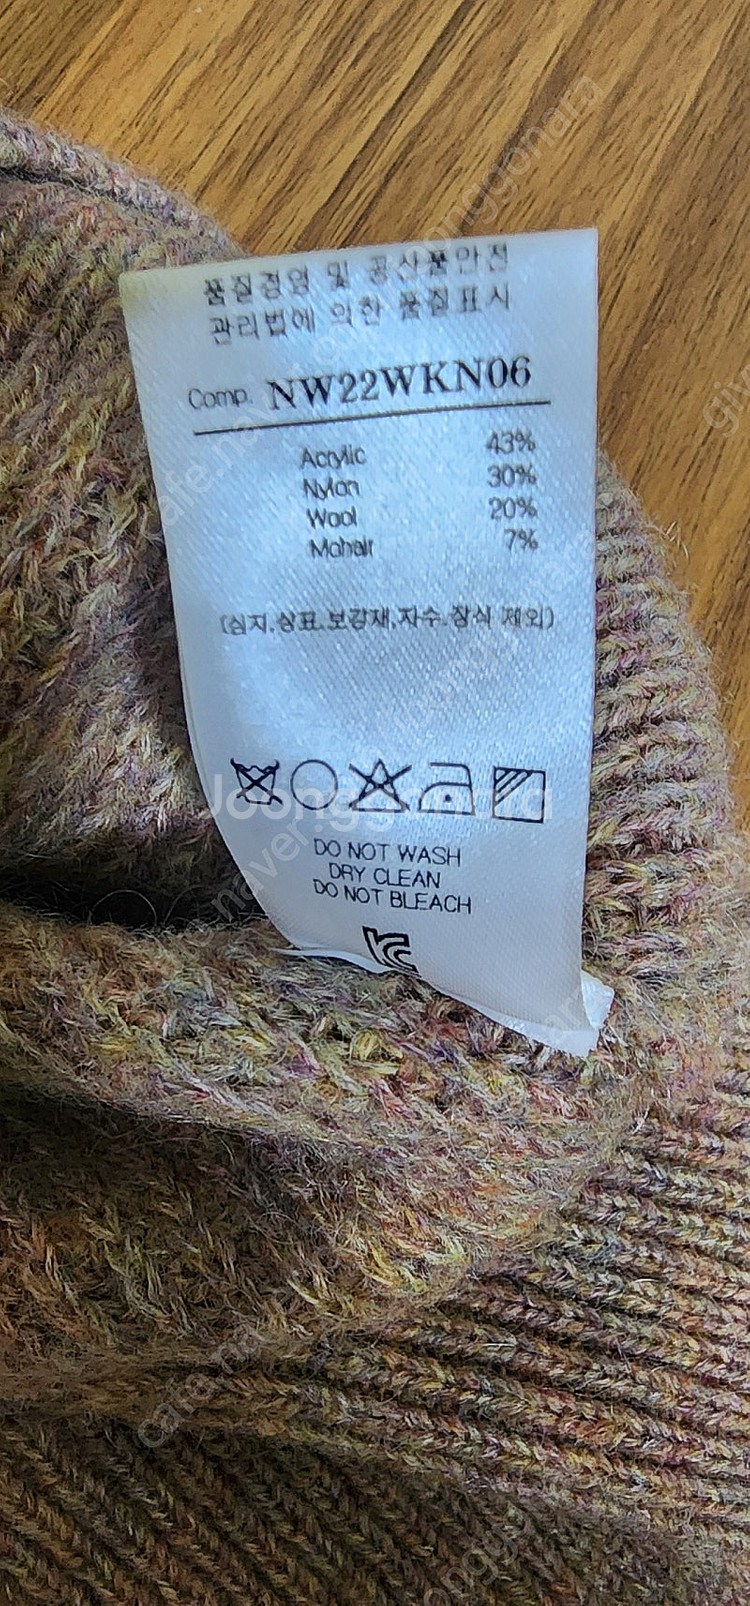 품질경영 및 공산품안전
관리법에 의한 품질표시
Comp. NW22WKN06
Acrylic 43%
Nylon 30%
Wool 20%
Mohair 7%
(심지.상표.보강재,자수.장식 제외)
Joonggonara
DO NOT WASH
DRY CLEAN
DO NOT BLEACH